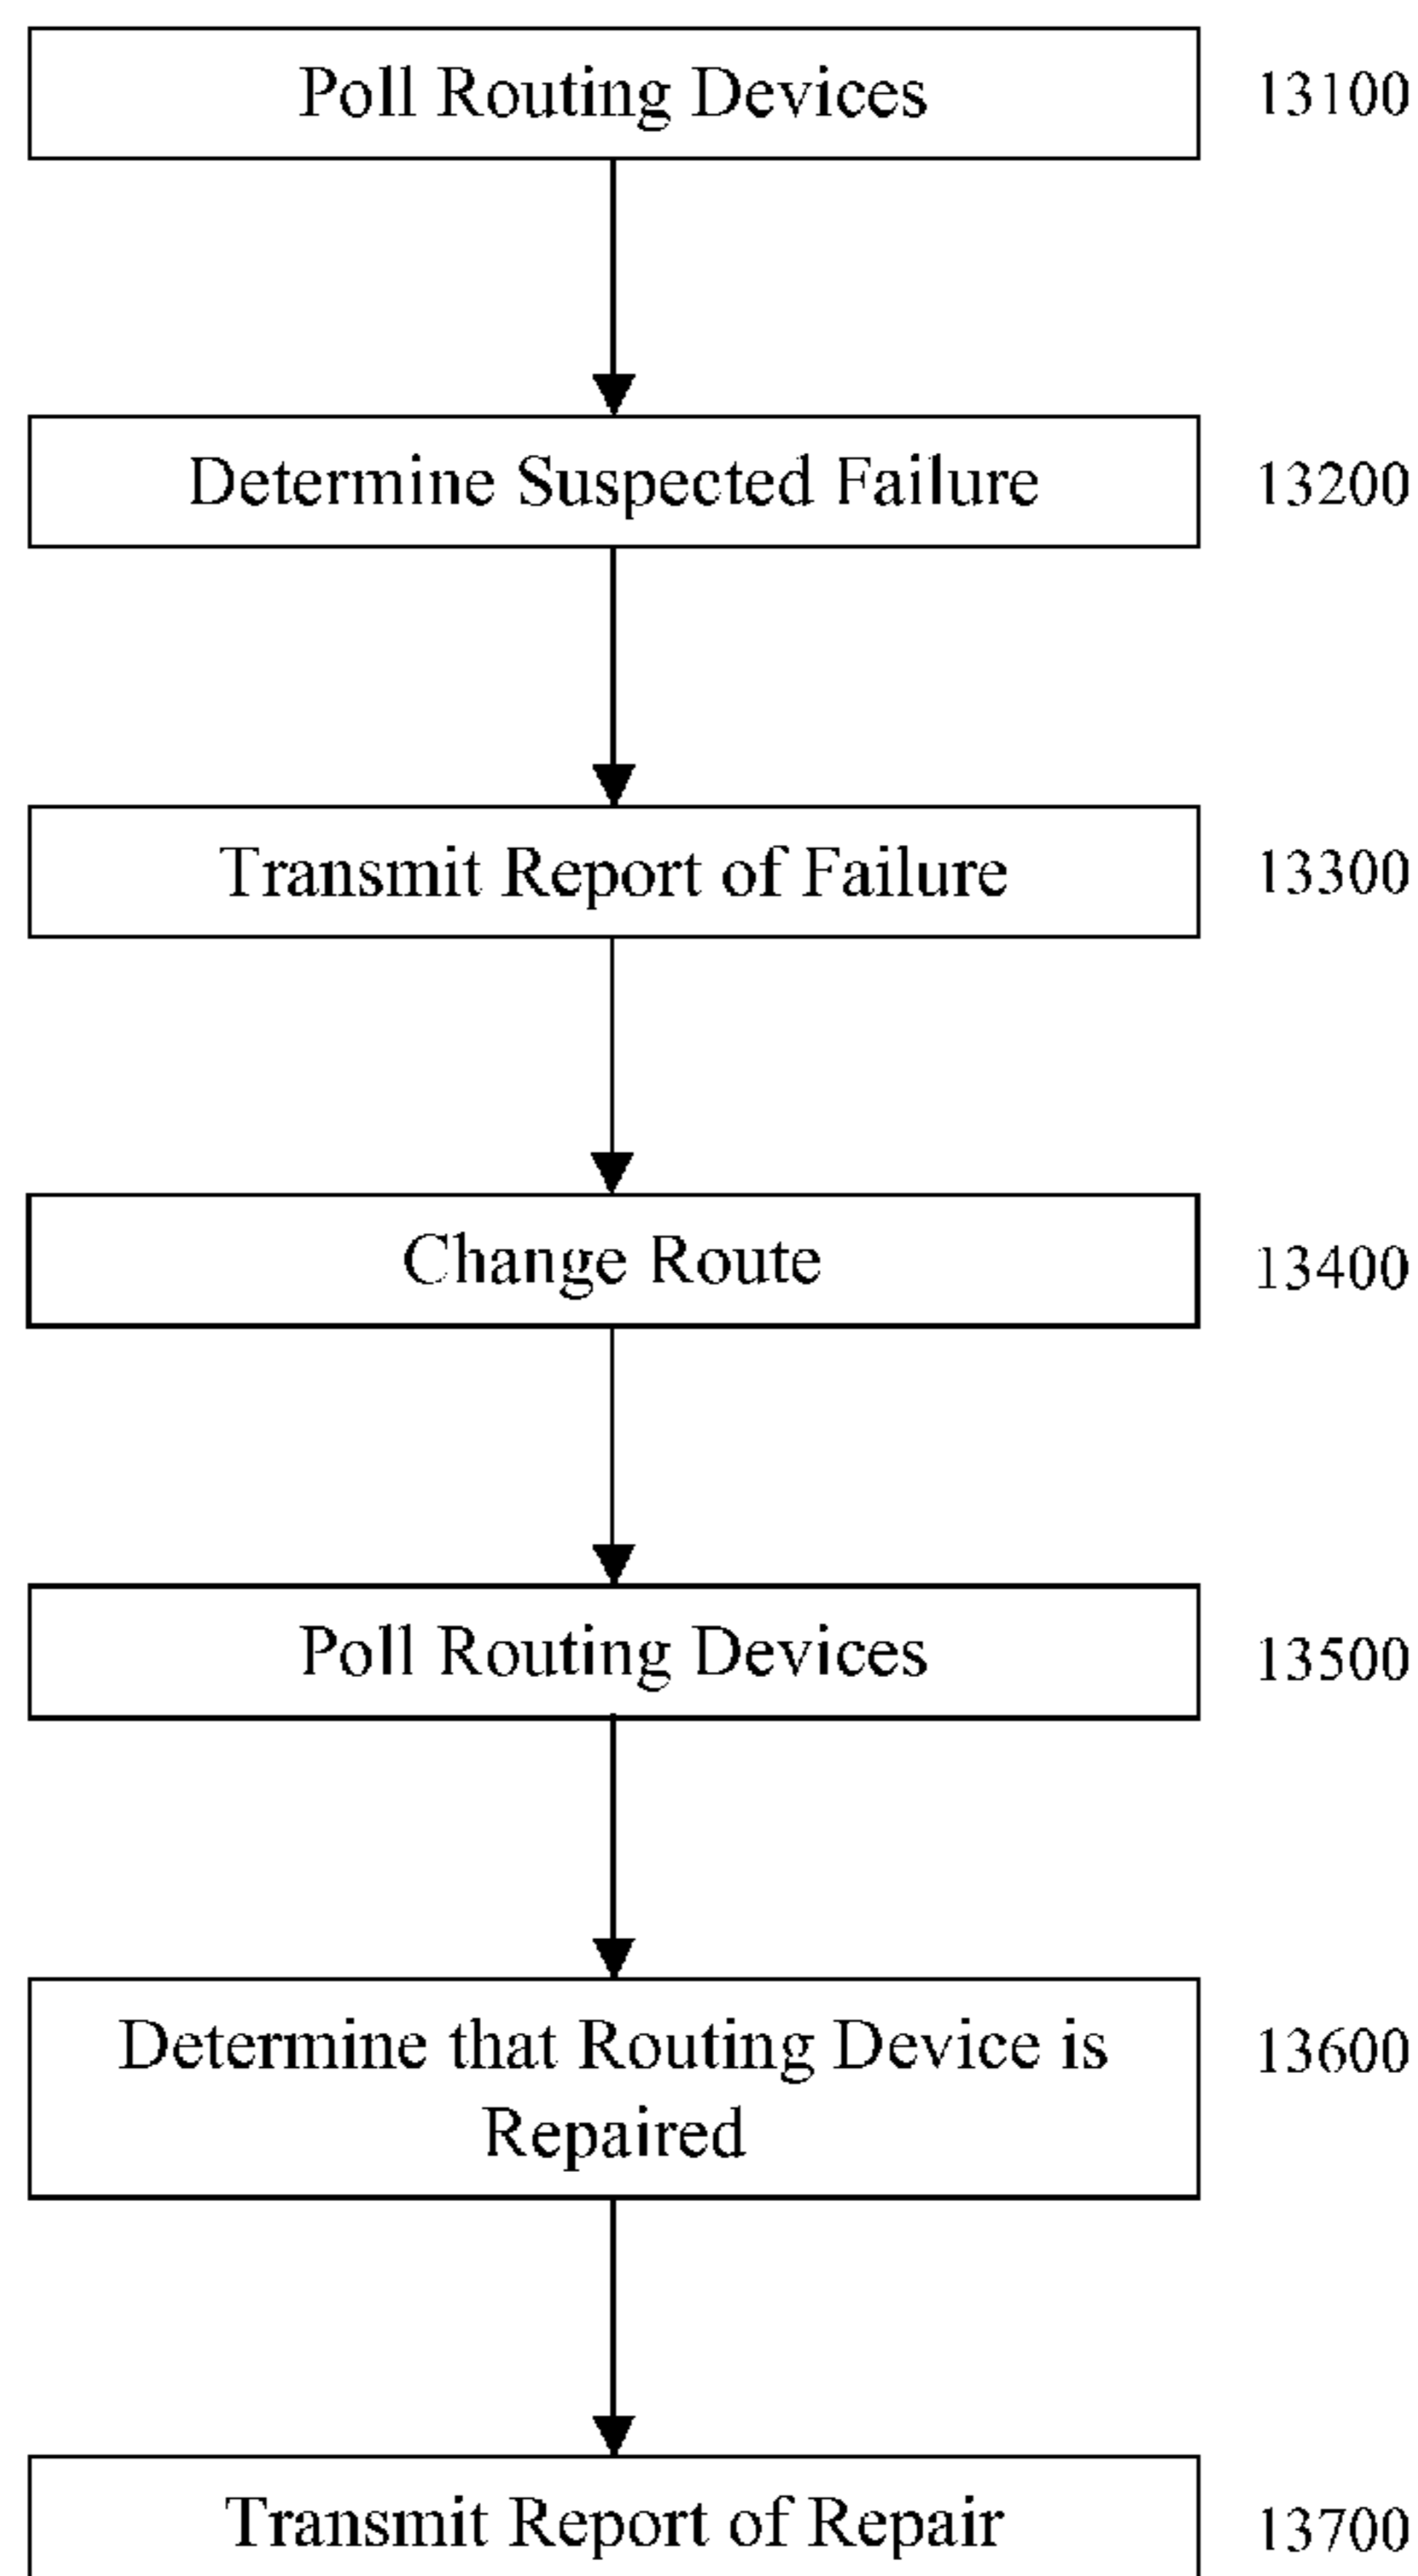 Poll Routing Devices 13100
Determine Suspected Failure 13200
Transmit Report of Failure 13300
Change Route 13400
Poll Routing Devices 13500
Determine that Routing Device is 13600
Repaired
Transmit Report of Repair 13700